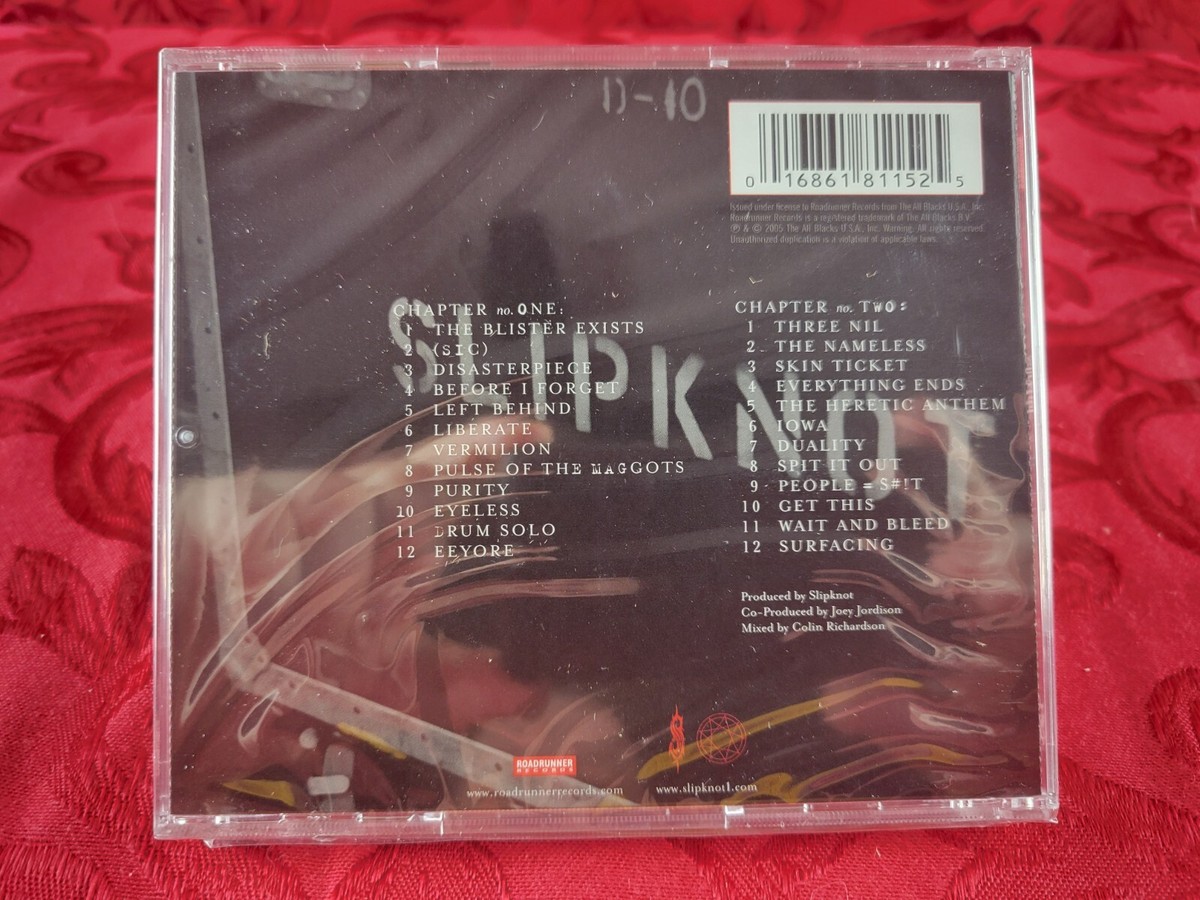 D-10
0 16861 81152 5
Issued under license to Roadrunner Records from The All Blacks U.S.A., Inc.
Roadrunner Records is a registered trademark of The All Blacks B.V.
℗ & © 2005 The All Blacks U.S.A., Inc. Warning. All rights reserved.
Unauthorized duplication is a violation of applicable laws.
SLIPKNOT
CHAPTER no. ONE:
1 THE BLISTER EXISTS
2 (SIC)
3 DISASTERPIECE
4 BEFORE I FORGET
5 LEFT BEHIND
6 LIBERATE
7 VERMILION
8 PULSE OF THE MAGGOTS
9 PURITY
10 EYELESS
11 DRUM SOLO
12 EEYORE
CHAPTER no. TWO:
1 THREE NIL
2 THE NAMELESS
3 SKIN TICKET
4 EVERYTHING ENDS
5 THE HERETIC ANTHEM
6 IOWA
7 DUALITY
8 SPIT IT OUT
9 PEOPLE = S#!T
10 GET THIS
11 WAIT AND BLEED
12 SURFACING
Produced by Slipknot
Co-Produced by Joey Jordison
Mixed by Colin Richardson
ROADRUNNER
RECORDS
www.roadrunnerrecords.com
www.slipknot1.com